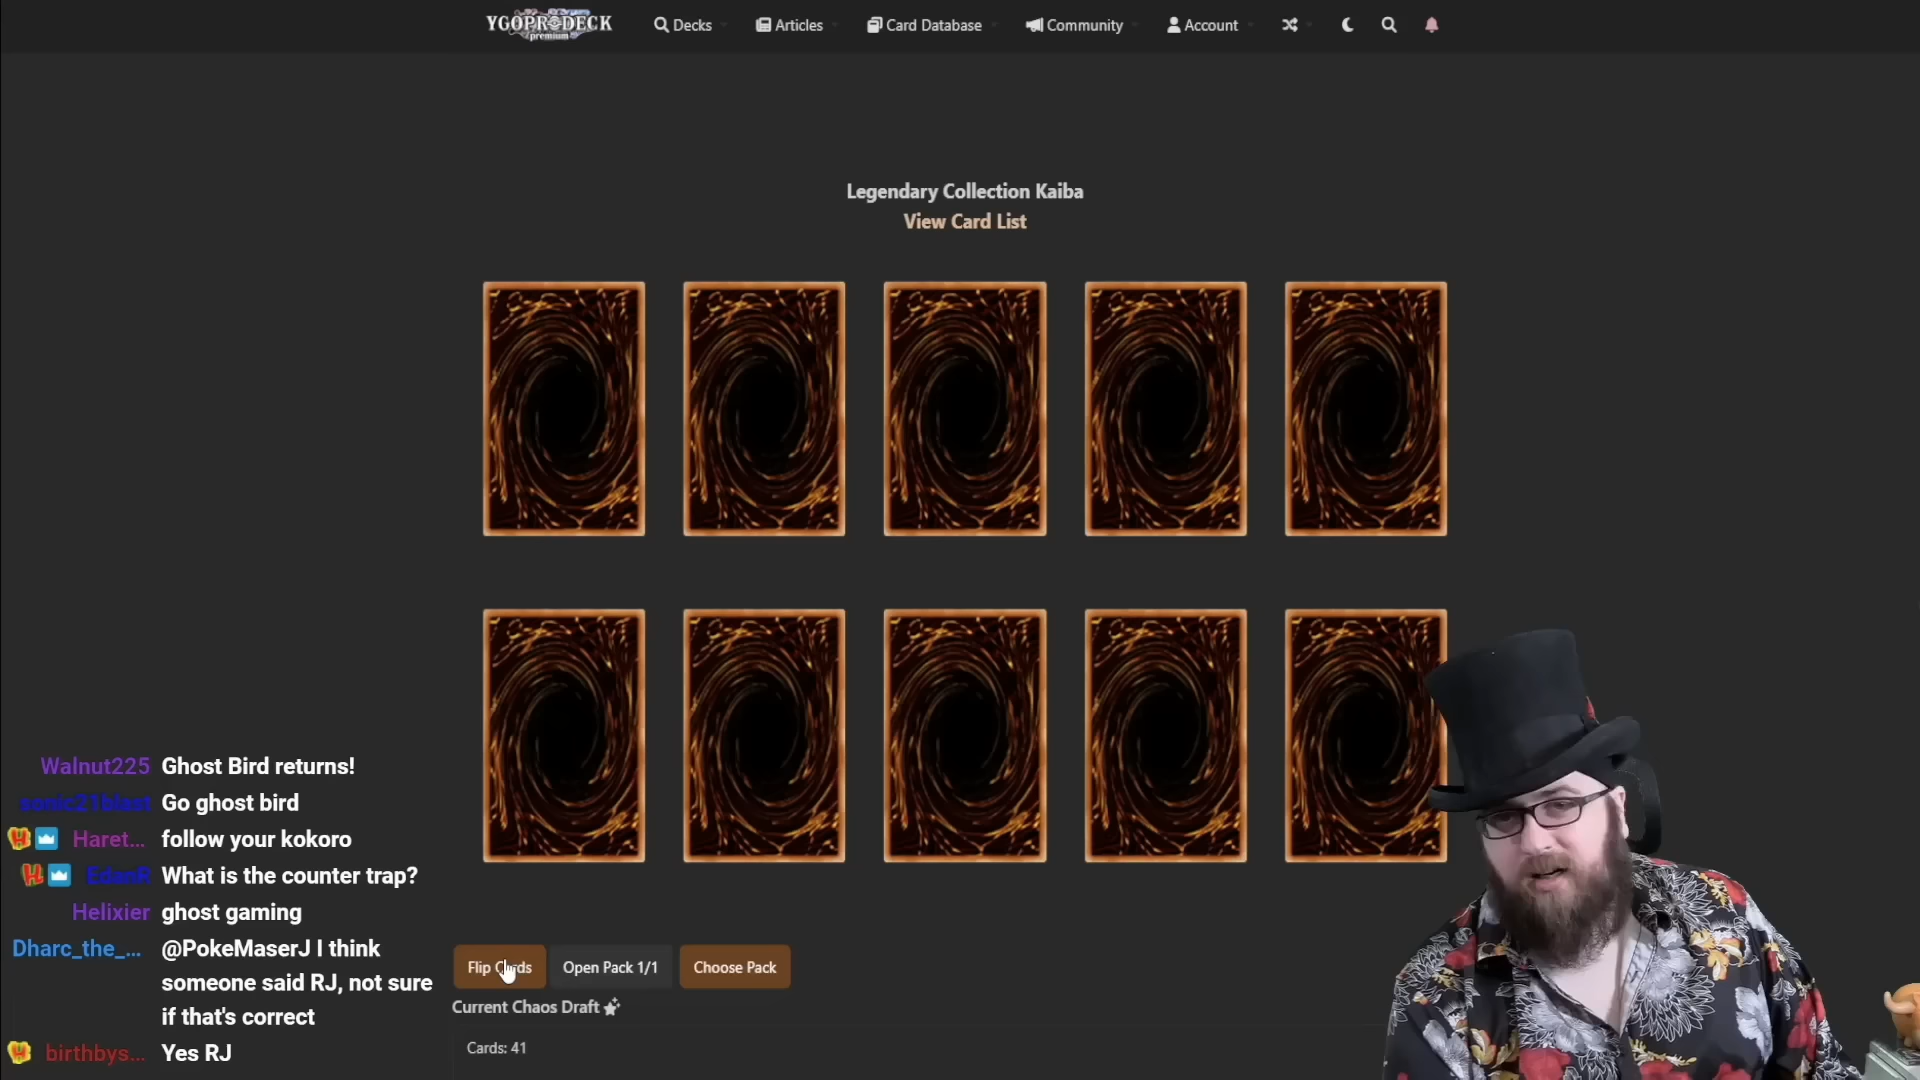 YGOPRODECK
premium
Decks
Articles
Card Database
Community
Account
Legendary Collection Kaiba
View Card List
Walnut225 Ghost Bird returns!
sonic21blast Go ghost bird
Haret... follow your kokoro
EdanR What is the counter trap?
Helixier ghost gaming
Dharc_the_... @PokeMaserJ I think
someone said RJ, not sure
if that's correct
birthbys... Yes RJ
Flip Cards
Open Pack 1/1
Choose Pack
Current Chaos Draft
Cards: 41